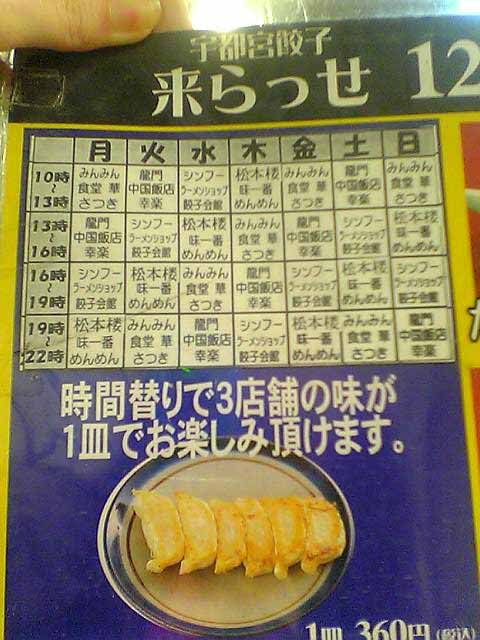 宇都宮餃子
来らっせ 12
月 火 水 木 金 土 日
10時 みんみん 龍門 シンフー 松本楼 みんみん 龍門 みんみん
~ 食堂 華 中国飯店 ラーメンショップ 味一番 食堂 華 中国飯店 食堂 華
13時 さつき 幸楽 餃子会館 めんめん さつき 幸楽 さつき
13時 龍門 シンフー 松本楼 みんみん 龍門 シンフー 松本楼
~ 中国飯店 ラーメンショップ 味一番 食堂 華 中国飯店 ラーメンショップ 味一番
16時 幸楽 餃子会館 めんめん さつき 幸楽 餃子会館 めんめん
16時 シンフー 松本楼 みんみん 龍門 シンフー 松本楼 シンフー
~ ラーメンショップ 味一番 食堂 華 中国飯店 ラーメンショップ 味一番 ラーメンショップ
19時 餃子会館 めんめん さつき 幸楽 餃子会館 めんめん 餃子会館
19時 松本楼 みんみん 龍門 シンフー 松本楼 みんみん 龍門
~ 味一番 食堂 華 中国飯店 ラーメンショップ 味一番 食堂 華 中国飯店
22時 めんめん さつき 幸楽 餃子会館 めんめん さつき 幸楽
時間替りで3店舗の味が
1皿でお楽しみ頂けます。
1皿 360円(税込)